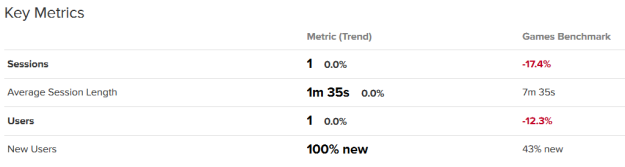 Key Metrics
Metric (Trend) Games Benchmark
Sessions 1 0.0% -17.4%
Average Session Length 1m 35s 0.0% 7m 35s
Users 1 0.0% -12.3%
New Users 100% new 43% new